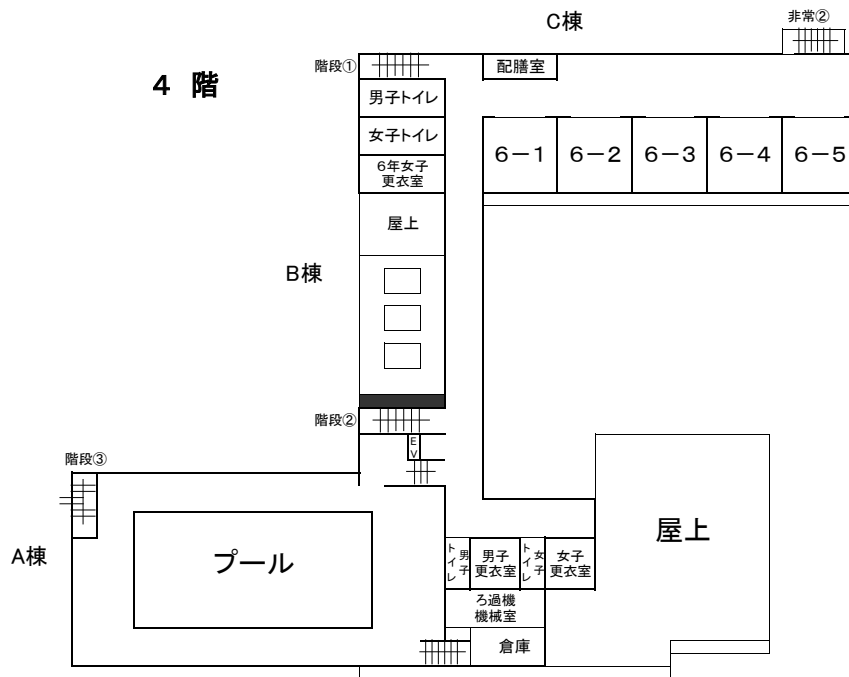 C棟
非常②
階段①
配膳室
４ 階
男子トイレ
女子トイレ
６年女子
更衣室
６－１
６－２
６－３
６－４
６－５
屋上
B棟
階段②
EV
階段③
A棟
プール
男子
トイレ
男子
更衣室
女子
トイレ
女子
更衣室
屋上
ろ過機
機械室
倉庫